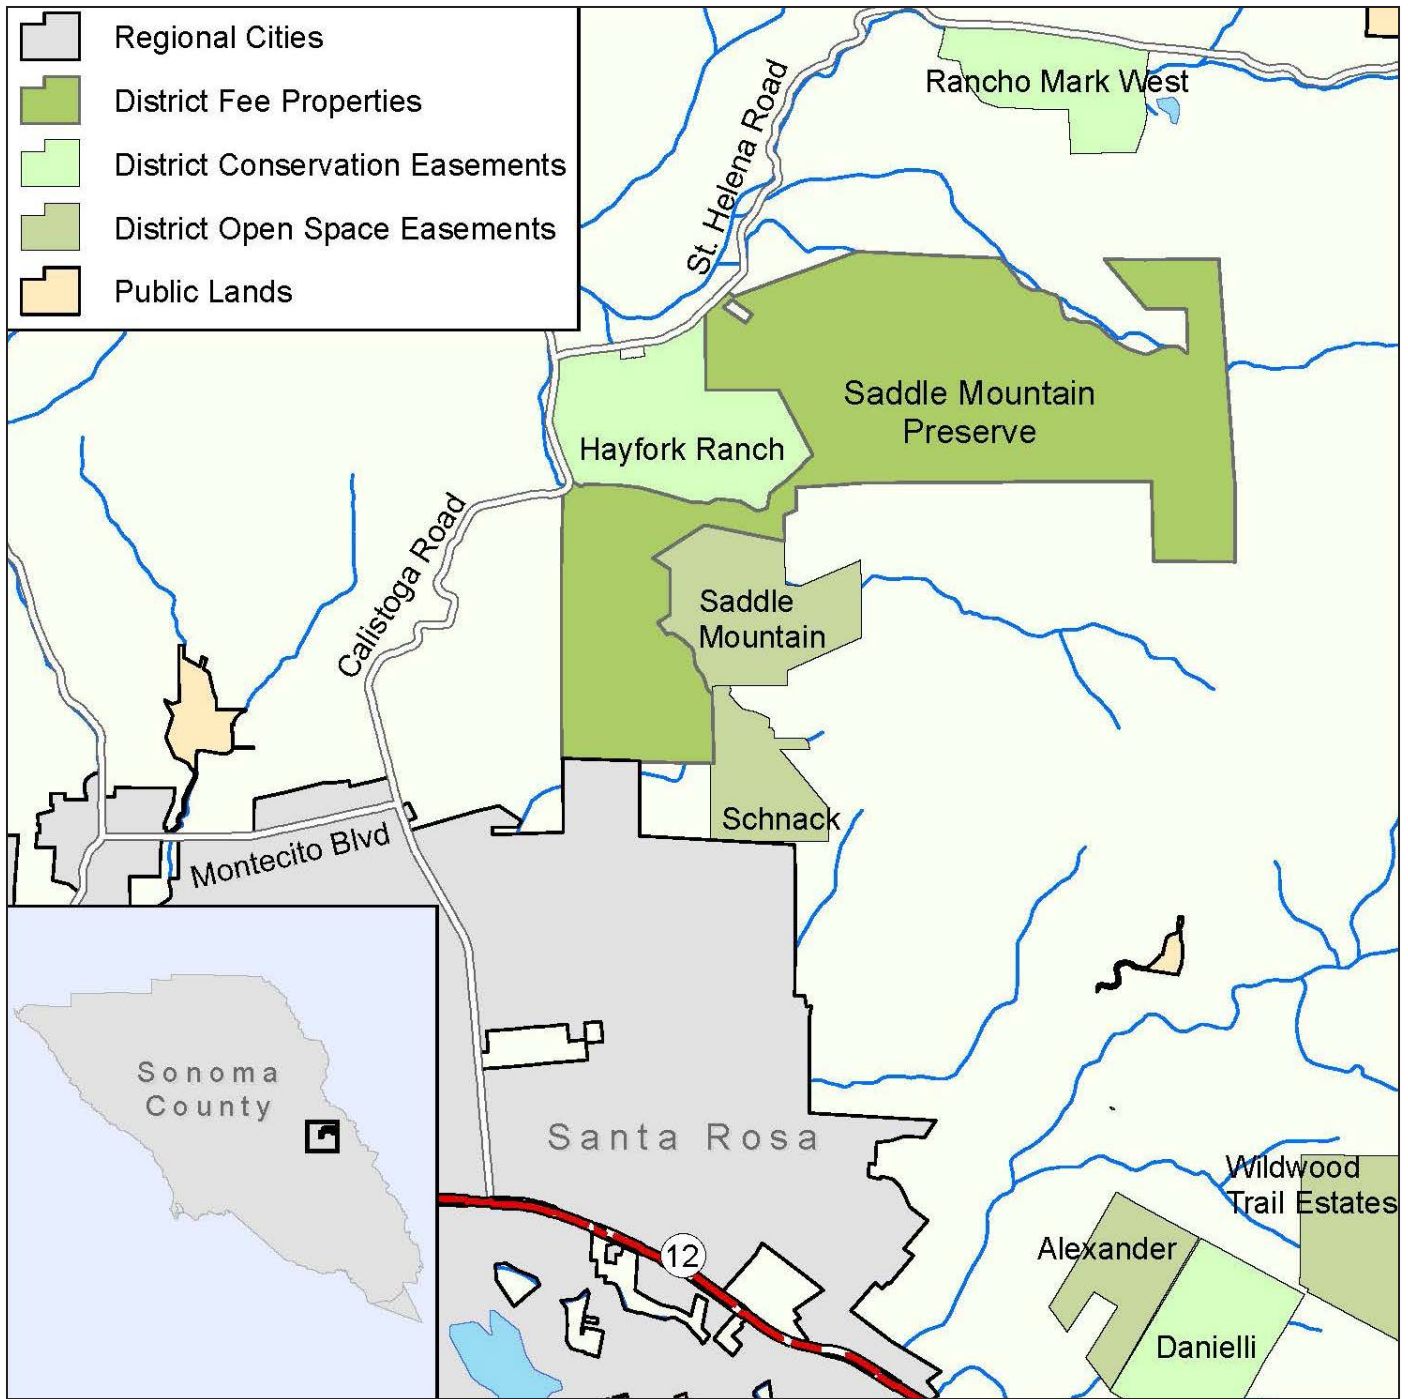 Regional Cities
District Fee Properties
District Conservation Easements
District Open Space Easements
Public Lands
Rancho Mark West
St. Helena Road
Saddle Mountain
Preserve
Hayfork Ranch
Calistoga Road
Saddle
Mountain
Schnack
Montecito Blvd
Sonoma
County
Santa Rosa
Wildwood
Trail Estates
Alexander
12
Danielli